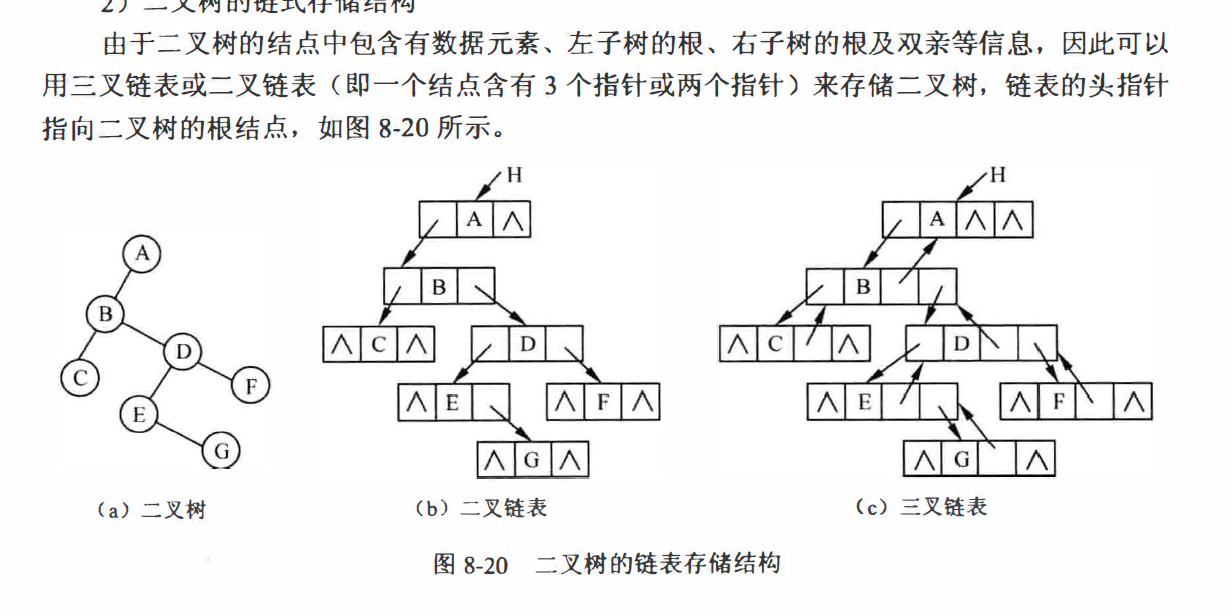 2）二叉树的链式存储结构
由于二叉树的结点中包含有数据元素、左子树的根、右子树的根及双亲等信息，因此可以
用三叉链表或二叉链表（即一个结点含有 3 个指针或两个指针）来存储二叉树，链表的头指针
指向二叉树的根结点，如图 8-20 所示。
A
B
C
D
E
F
G
H
A ∧
B
∧ C ∧
D
∧ E
∧ F ∧
∧ G ∧
H
A ∧ ∧
B
∧ C ∧
D
∧ E
∧ F ∧
∧ G ∧
（a）二叉树
（b）二叉链表
（c）三叉链表
图 8-20 二叉树的链表存储结构